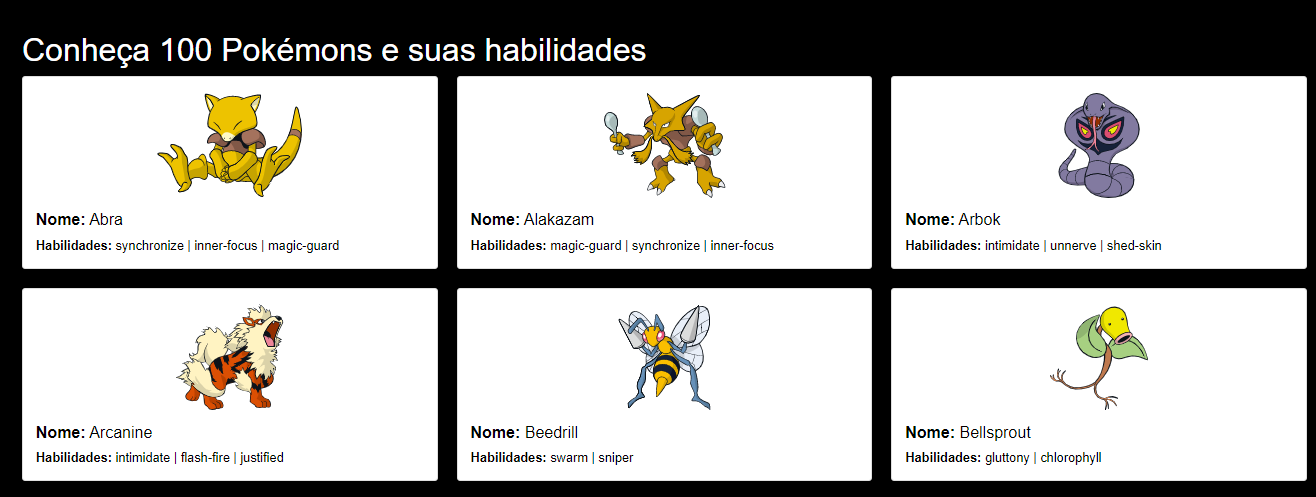 Conheça 100 Pokémons e suas habilidades
Nome: Abra
Habilidades: synchronize | inner-focus | magic-guard
Nome: Alakazam
Habilidades: magic-guard | synchronize | inner-focus
Nome: Arbok
Habilidades: intimidate | unnerve | shed-skin
Nome: Arcanine
Habilidades: intimidate | flash-fire | justified
Nome: Beedrill
Habilidades: swarm | sniper
Nome: Bellsprout
Habilidades: gluttony | chlorophyll